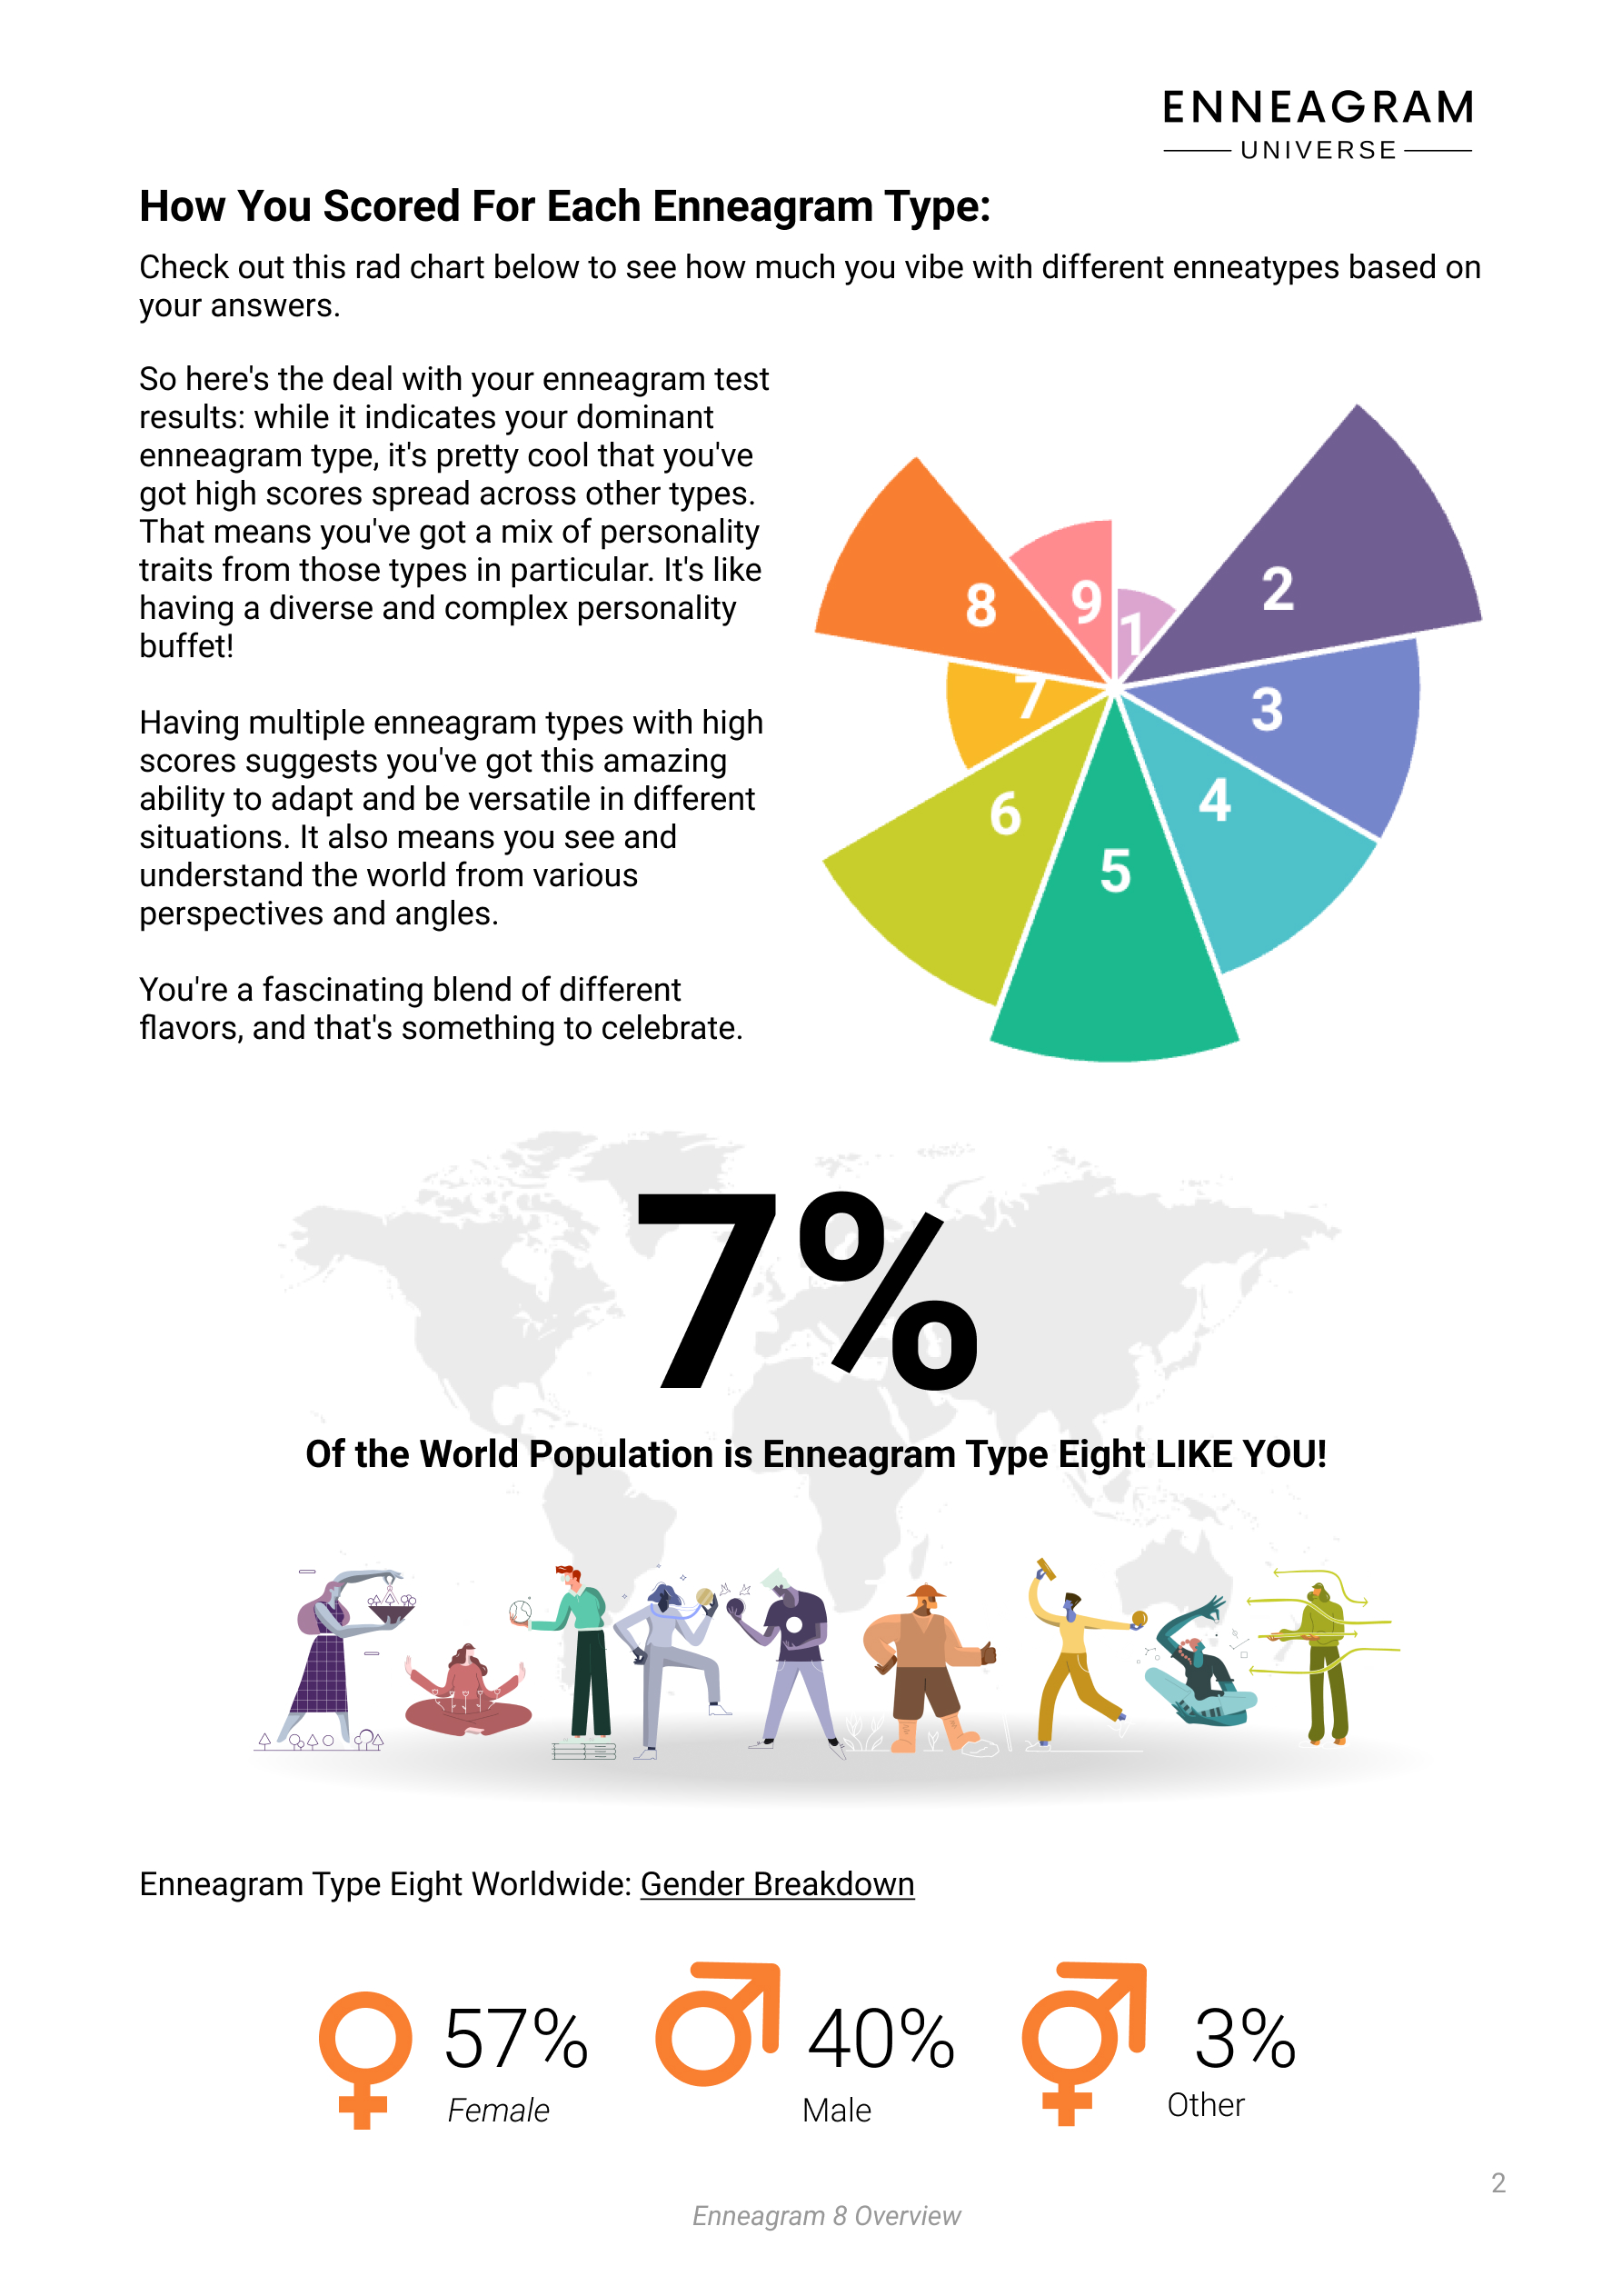 ENNEAGRAM
UNIVERSE
How You Scored For Each Enneagram Type:
Check out this rad chart below to see how much you vibe with different enneatypes based on
your answers.
So here's the deal with your enneagram test
results: while it indicates your dominant
enneagram type, it's pretty cool that you've
got high scores spread across other types.
That means you've got a mix of personality
traits from those types in particular. It's like
having a diverse and complex personality
buffet!
Having multiple enneagram types with high
scores suggests you've got this amazing
ability to adapt and be versatile in different
situations. It also means you see and
understand the world from various
perspectives and angles.
You're a fascinating blend of different
flavors, and that's something to celebrate.
1
2
3
4
5
6
7
8
9
7%
Of the World Population is Enneagram Type Eight LIKE YOU!
Enneagram Type Eight Worldwide: Gender Breakdown
57%
Female
40%
Male
3%
Other
2
Enneagram 8 Overview